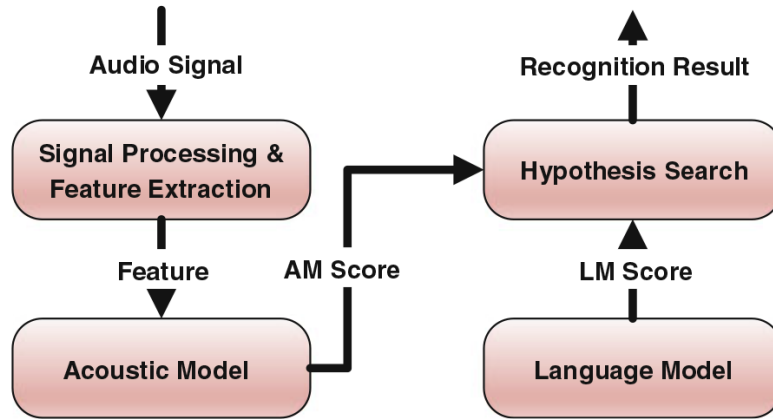 Audio Signal
Signal Processing &
Feature Extraction
Feature
Acoustic Model
AM Score
Recognition Result
Hypothesis Search
LM Score
Language Model